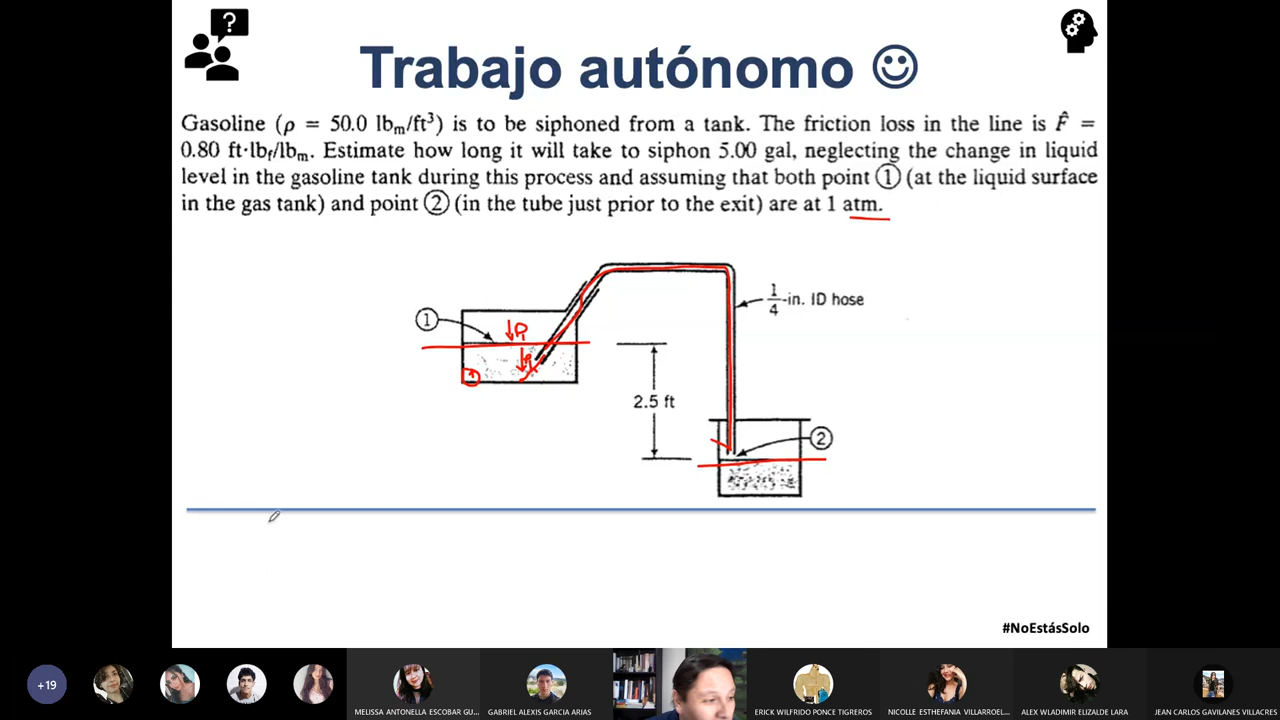 ?
Trabajo autónomo
Gasoline (ρ = 50.0 lbm/ft³) is to be siphoned from a tank. The friction loss in the line is F̂ =
0.80 ft·lbf/lbm. Estimate how long it will take to siphon 5.00 gal, neglecting the change in liquid
level in the gasoline tank during this process and assuming that both point ① (at the liquid surface
in the gas tank) and point ② (in the tube just prior to the exit) are at 1 atm.
1/4-in. ID hose
①
P₁
2.5 ft
②
#NoEstásSolo
+19
MELISSA ANTONELLA ESCOBAR GU...
GABRIEL ALEXIS GARCIA ARIAS
ERICK WILFRIDO PONCE TIGREROS
NICOLLE ESTHEFANIA VILLARROEL...
ALEX WLADIMIR ELIZALDE LARA
JEAN CARLOS GAVILANES VILLACRES